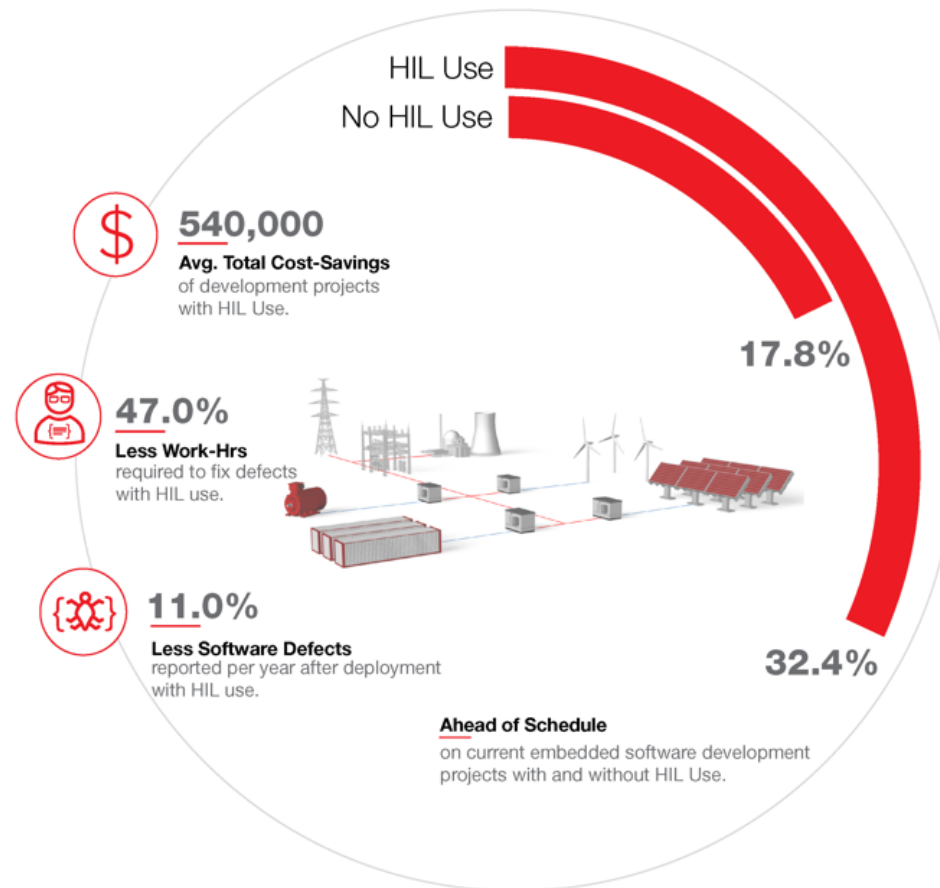 HIL Use
No HIL Use
$
540,000
Avg. Total Cost-Savings
of development projects
with HIL Use.
17.8%
47.0%
Less Work-Hrs
required to fix defects
with HIL use.
11.0%
Less Software Defects
reported per year after deployment
with HIL use.
32.4%
Ahead of Schedule
on current embedded software development
projects with and without HIL Use.